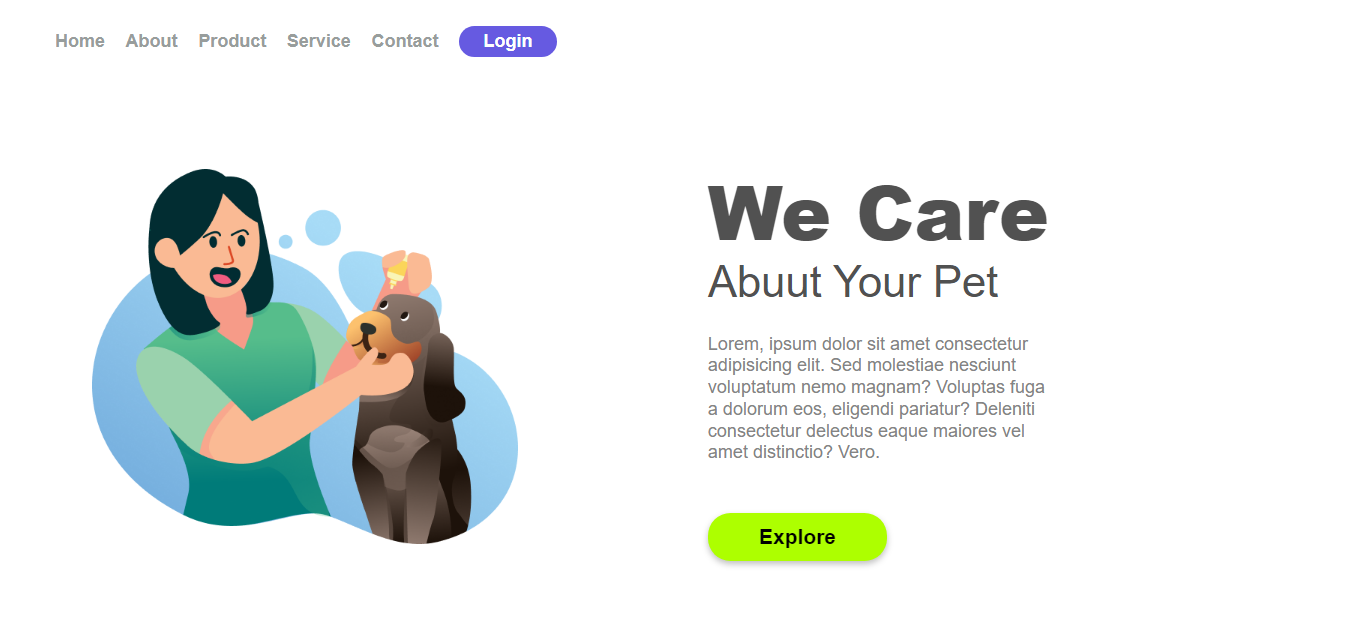 Home About Product Service Contact Login
We Care
Abuut Your Pet
Lorem, ipsum dolor sit amet consectetur
adipisicing elit. Sed molestiae nesciunt
voluptatum nemo magnam? Voluptas fuga
a dolorum eos, eligendi pariatur? Deleniti
consectetur delectus eaque maiores vel
amet distinctio? Vero.
Explore